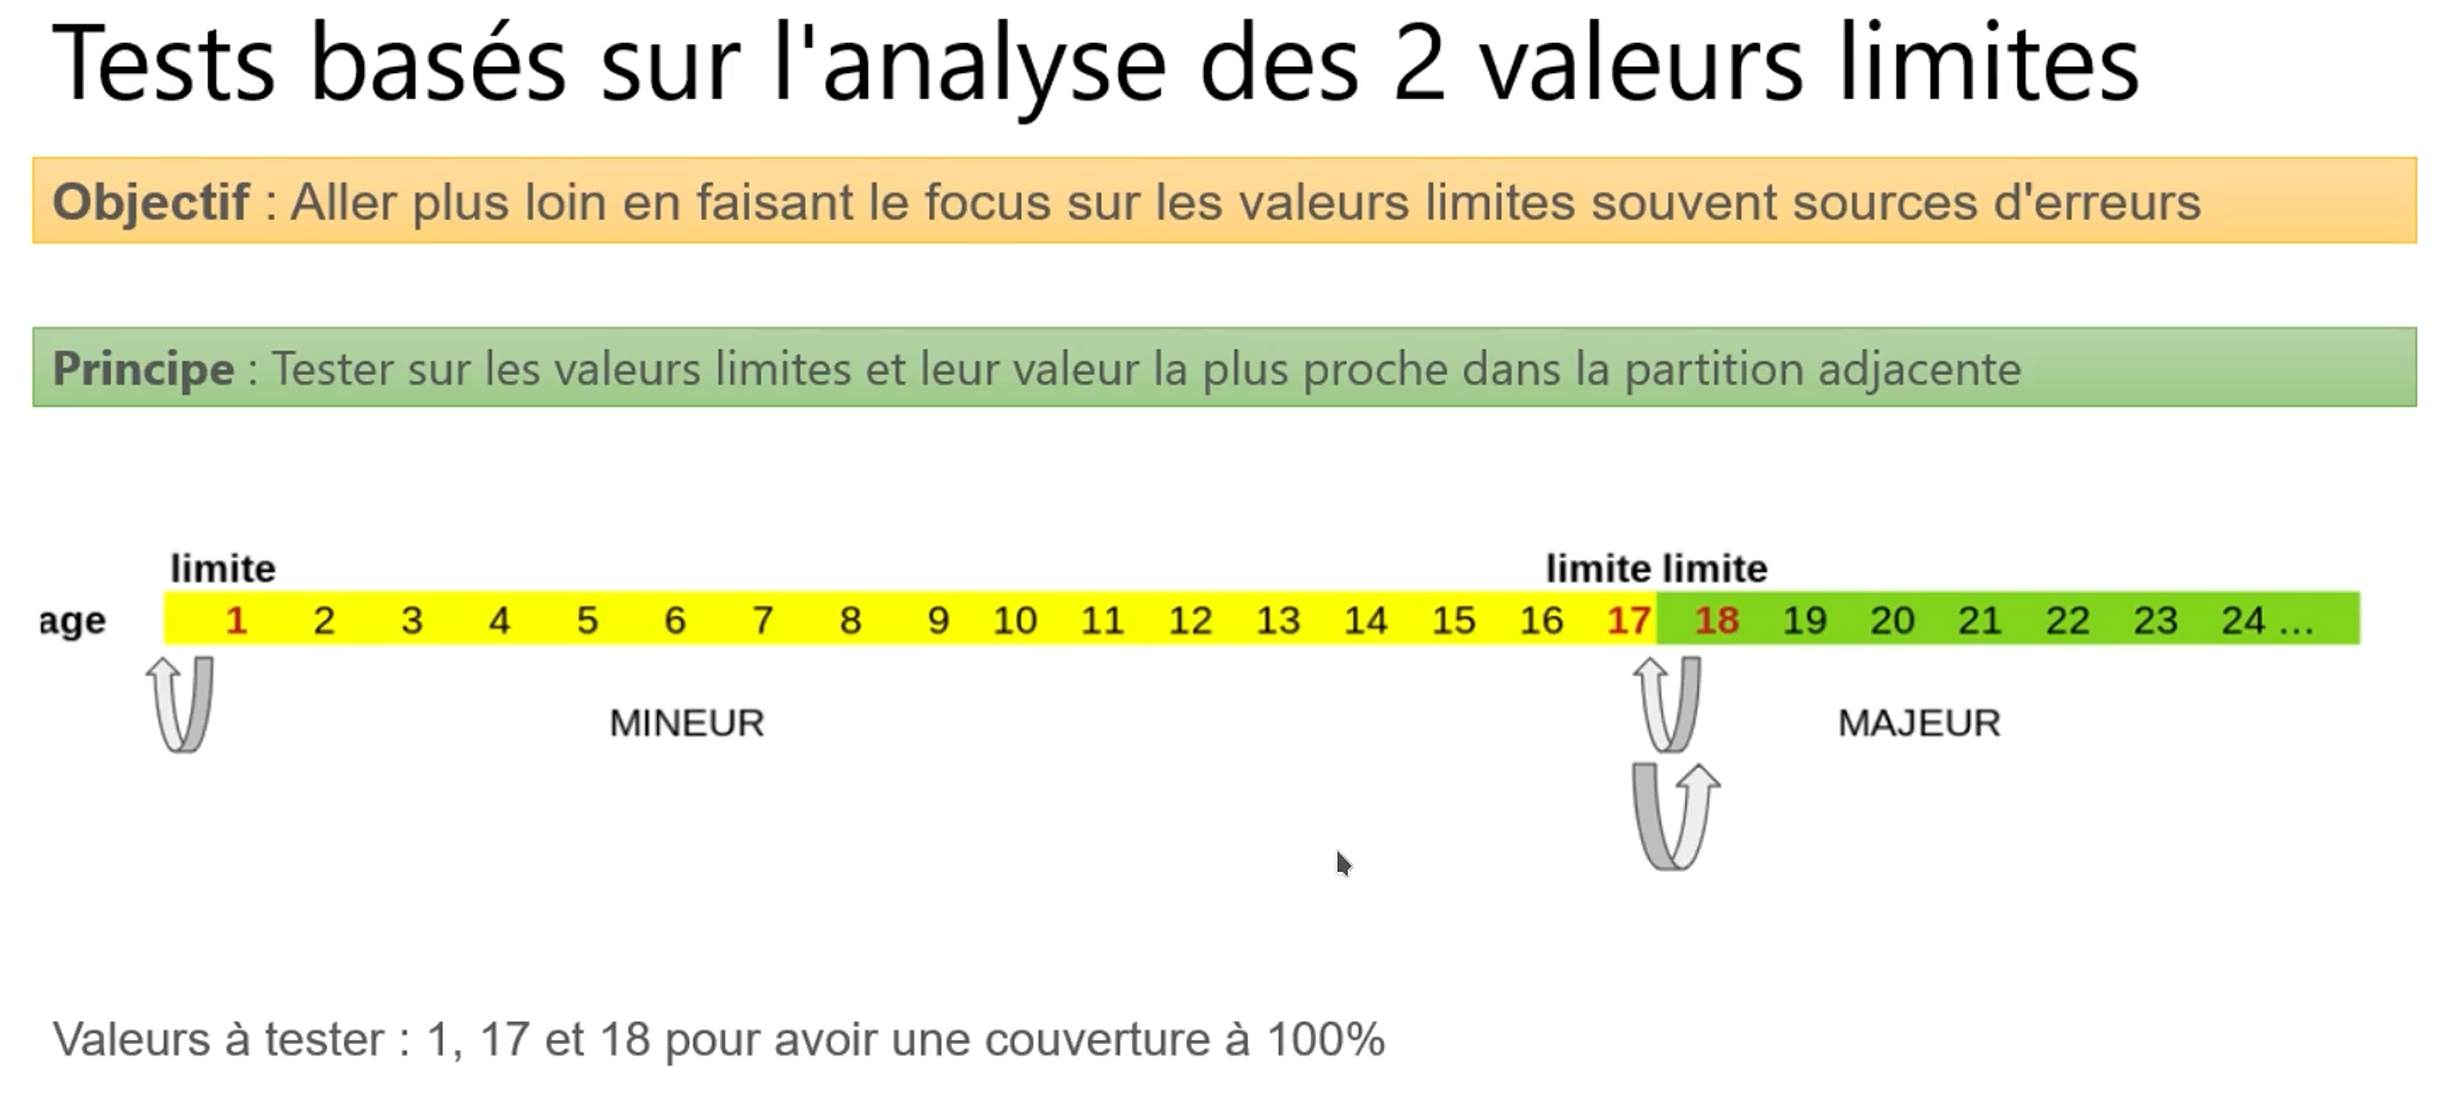 Tests basés sur l'analyse des 2 valeurs limites
Objectif : Aller plus loin en faisant le focus sur les valeurs limites souvent sources d'erreurs
Principe : Tester sur les valeurs limites et leur valeur la plus proche dans la partition adjacente
limite limite limite
age 1 2 3 4 5 6 7 8 9 10 11 12 13 14 15 16 17 18 19 20 21 22 23 24 ...
MINEUR MAJEUR
Valeurs à tester : 1, 17 et 18 pour avoir une couverture à 100%